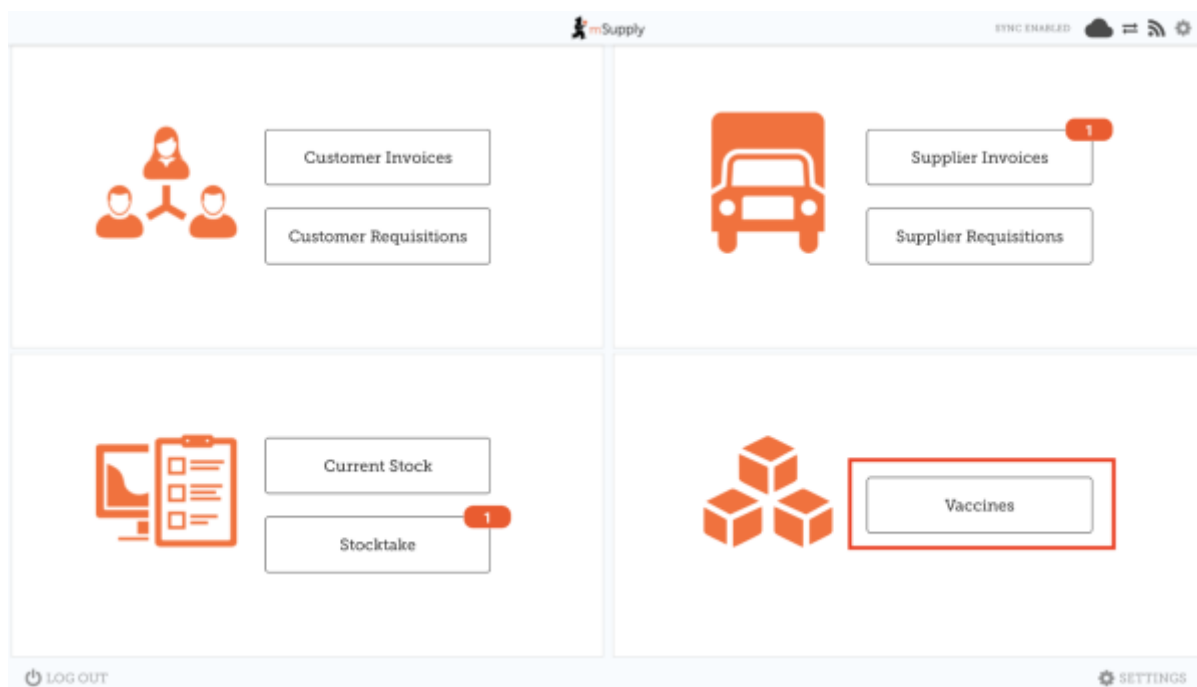 mSupply
SYNC ENABLED
Customer Invoices
Customer Requisitions
1
Supplier Invoices
Supplier Requisitions
Current Stock
1
Stocktake
Vaccines
LOG OUT
SETTINGS